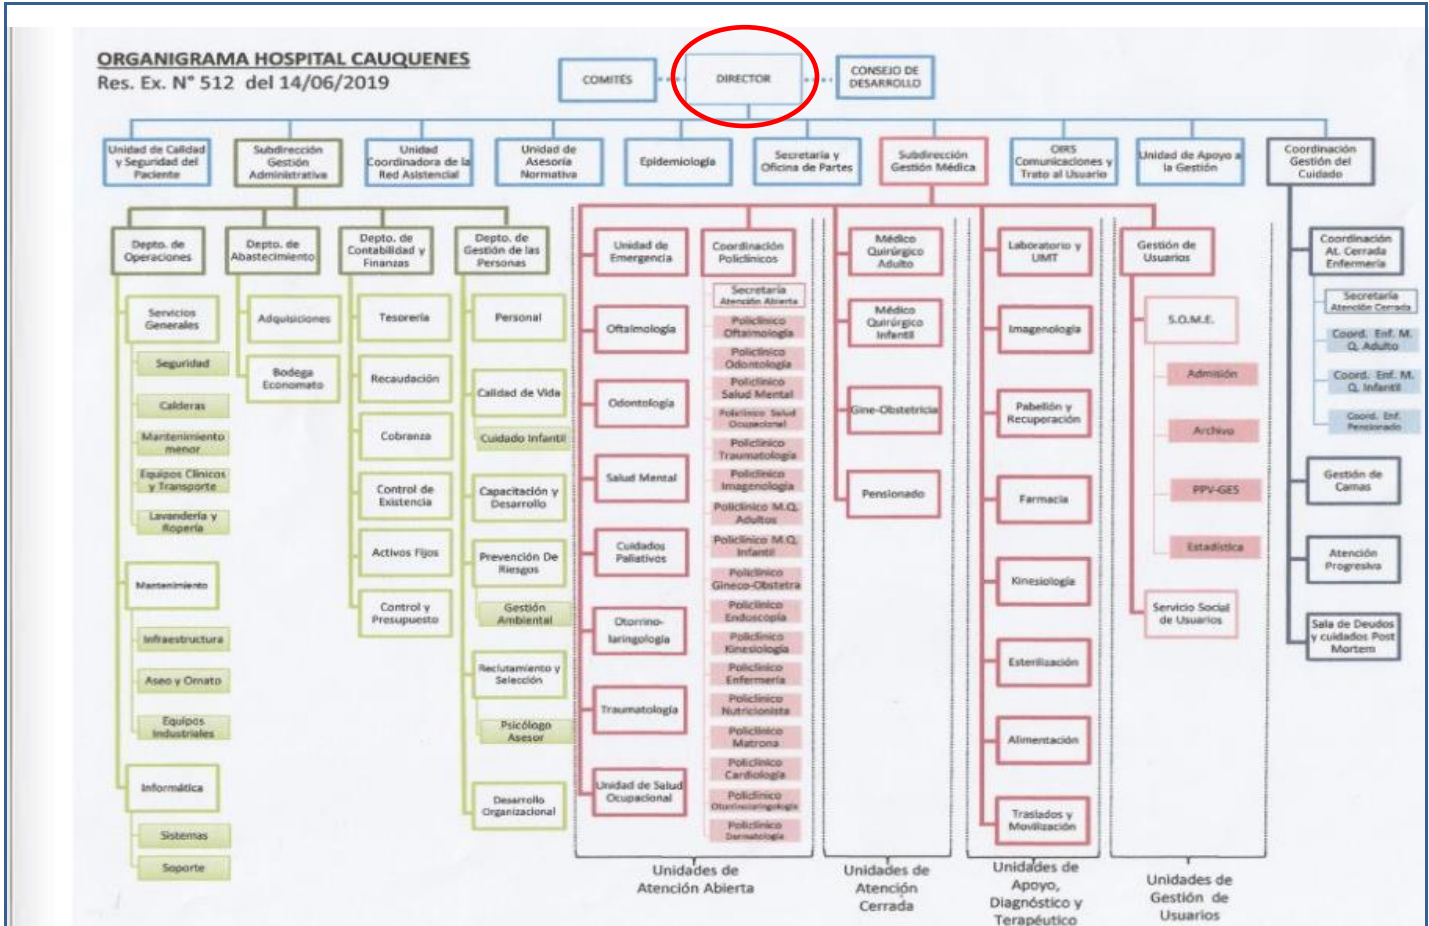 ORGANIGRAMA HOSPITAL CAUQUENES
Res. Ex. N° 512 del 14/06/2019
COMITÉS
DIRECTOR
CONSEJO DE
DESARROLLO
Unidad de Calidad
y Seguridad del
Paciente
Subdirección
Gestión
Administrativa
Unidad
Coordinadora de la
Red Asistencial
Unidad de
Asesoría
Normativa
Epidemiología
Secretaría y
Oficina de Partes
Subdirección
Gestión Médica
OIRS
Comunicaciones y
Trato al Usuario
Unidad de Apoyo a
la Gestión
Coordinación
Gestión del
Cuidado
Depto. de
Operaciones
Servicios
Generales
Seguridad
Calderas
Mantenimiento
menor
Equipos Clínicos
y Transporte
Lavandería y
Ropería
Mantenimiento
Infraestructura
Aseo y Ornato
Equipos
Industriales
Informática
Sistemas
Soporte
Depto. de
Abastecimiento
Adquisiciones
Bodega
Economato
Depto. de
Contabilidad y
Finanzas
Tesorería
Recaudación
Cobranza
Control de
Existencia
Activos Fijos
Control y
Presupuesto
Depto. de
Gestión de las
Personas
Personal
Calidad de Vida
Cuidado Infantil
Capacitación y
Desarrollo
Prevención De
Riesgos
Gestión
Ambiental
Reclutamiento y
Selección
Psicólogo
Asesor
Desarrollo
Organizacional
Unidad de
Emergencia
Oftalmología
Odontología
Salud Mental
Cuidados
Paliativos
Otorrino-
laringología
Traumatología
Unidad de Salud
Ocupacional
Coordinación
Policlínicos
Secretaría
Atención Abierta
Policlínico
Oftalmología
Policlínico
Odontología
Policlínico
Salud Mental
Policlínico Salud
Ocupacional
Policlínico
Traumatología
Policlínico
Imagenología
Policlínico M.Q.
Adultos
Policlínico M.Q.
Infantil
Policlínico
Gineco-Obstetra
Policlínico
Endoscopía
Policlínico
Kinesiología
Policlínico
Enfermería
Policlínico
Nutricionista
Policlínico
Matrona
Policlínico
Cardiología
Policlínico
Otorrinolaringología
Policlínico
Dermatología
Unidades de
Atención Abierta
Médico
Quirúrgico
Adulto
Médico
Quirúrgico
Infantil
Gine-Obstetricia
Pensionado
Unidades de
Atención
Cerrada
Laboratorio y
UMT
Imagenología
Pabellón y
Recuperación
Farmacia
Kinesiología
Esterilización
Alimentación
Traslados y
Movilización
Unidades de
Apoyo,
Diagnóstico y
Terapéutico
Gestión de
Usuarios
S.O.M.E.
Admisión
Archivo
PPV-GES
Estadística
Servicio Social
de Usuarios
Unidades de
Gestión de
Usuarios
Coordinación
At. Cerrada
Enfermería
Secretaría
Atención Cerrada
Coord. Enf. M.
Q. Adulto
Coord. Enf. M.
Q. Infantil
Coord. Enf.
Pensionado
Gestión de
Camas
Atención
Progresiva
Sala de Deudos
y cuidados Post
Mortem